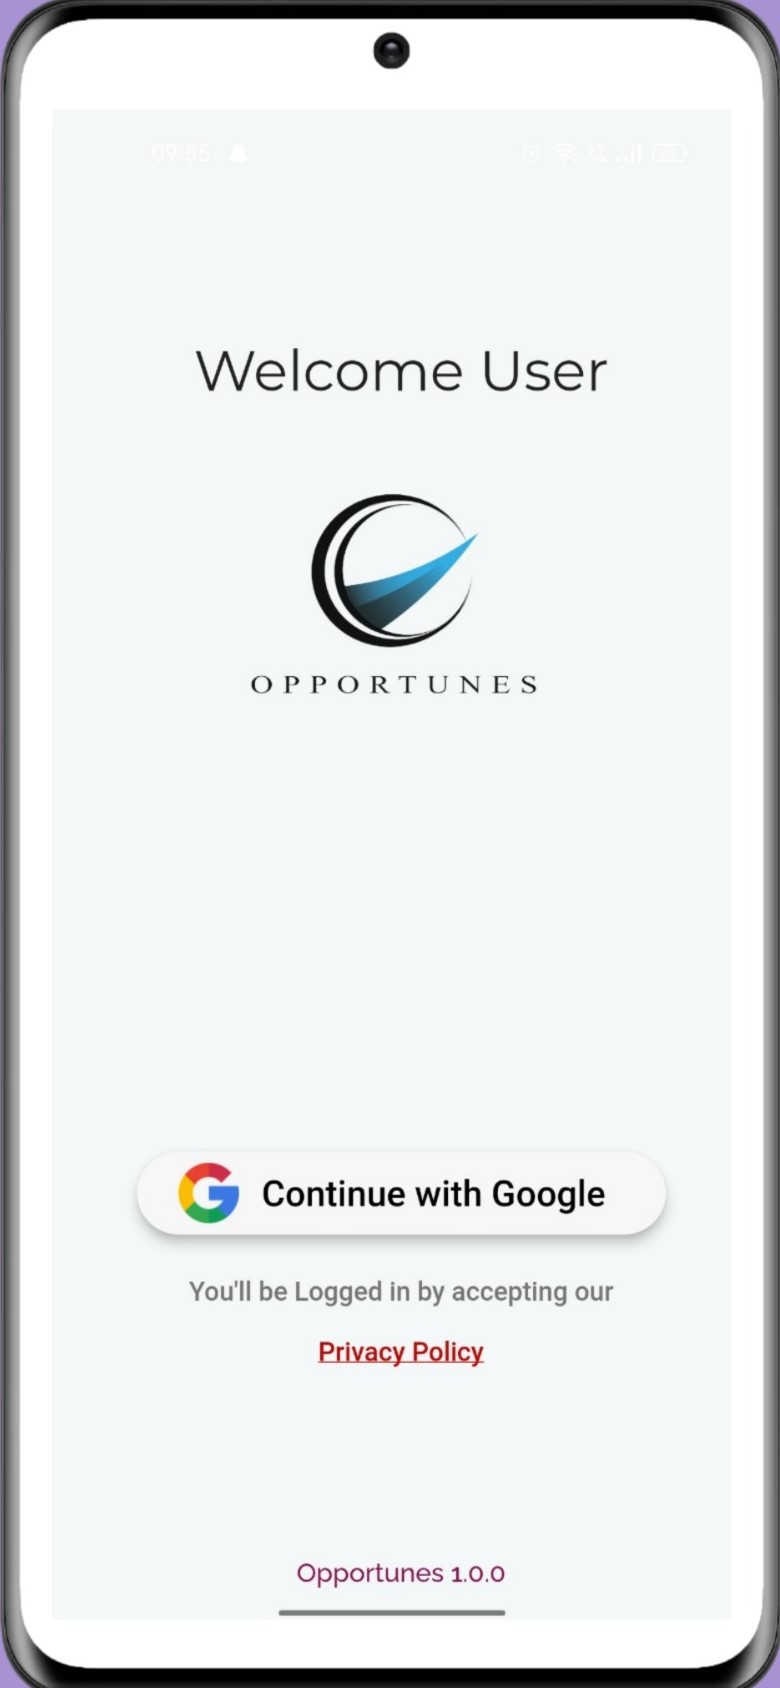 09:55
Welcome User
OPPORTUNES
Continue with Google
You'll be Logged in by accepting our
Privacy Policy
Opportunes 1.0.0